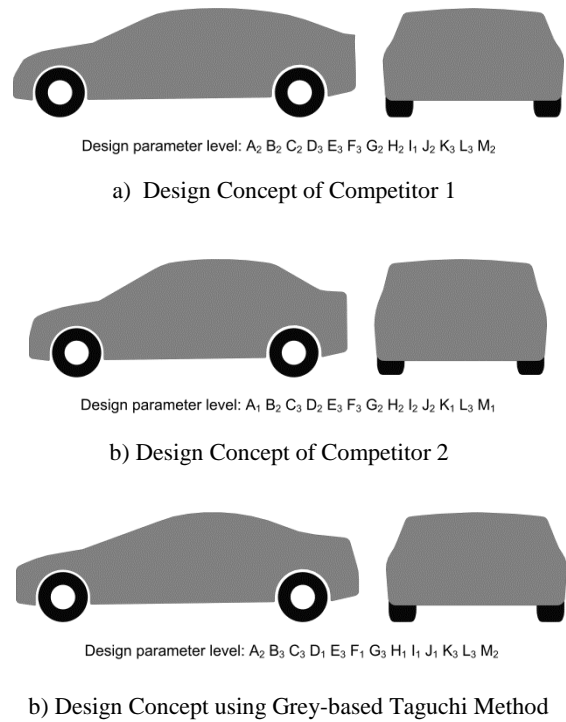 Design parameter level: A₂ B₂ C₂ D₃ E₃ F₃ G₂ H₂ I₁ J₂ K₃ L₃ M₂
a) Design Concept of Competitor 1
Design parameter level: A₁ B₂ C₃ D₂ E₃ F₃ G₂ H₂ I₂ J₂ K₁ L₃ M₁
b) Design Concept of Competitor 2
Design parameter level: A₂ B₃ C₃ D₁ E₃ F₁ G₃ H₁ I₁ J₁ K₃ L₃ M₂
b) Design Concept using Grey-based Taguchi Method